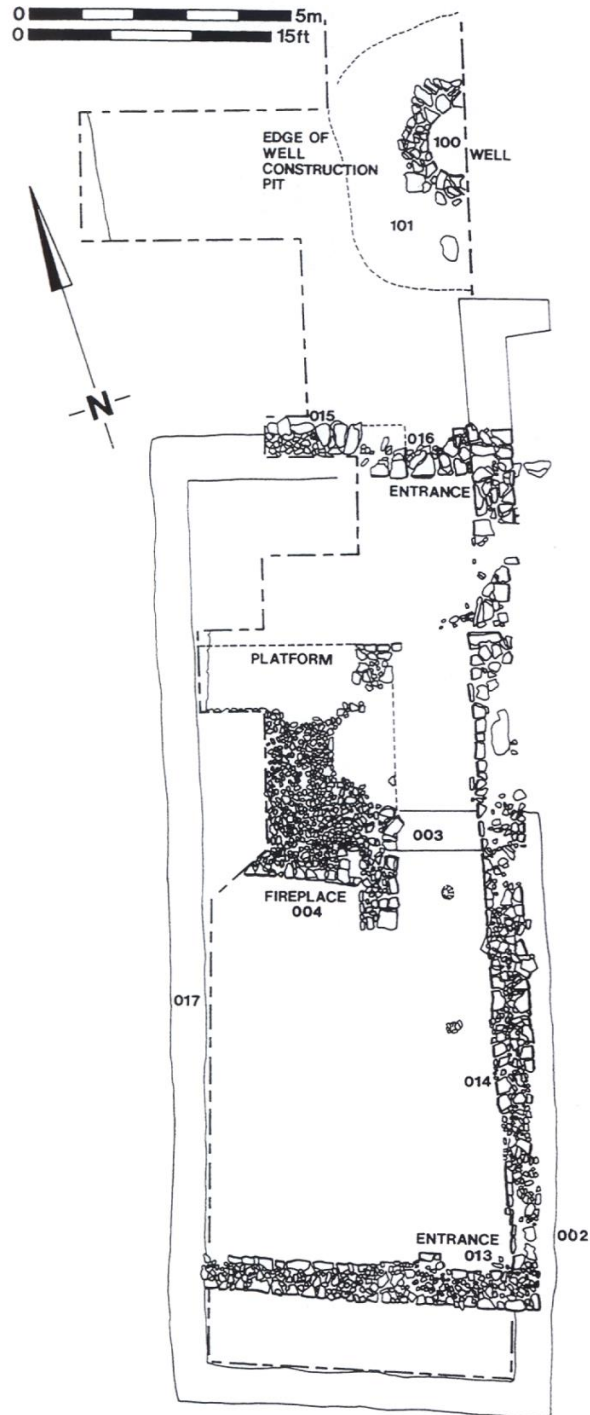 0 5m
0 15ft
EDGE OF
WELL
CONSTRUCTION
PIT
100
WELL
101
N
015
016
ENTRANCE
PLATFORM
003
FIREPLACE
004
017
014
ENTRANCE
013
002